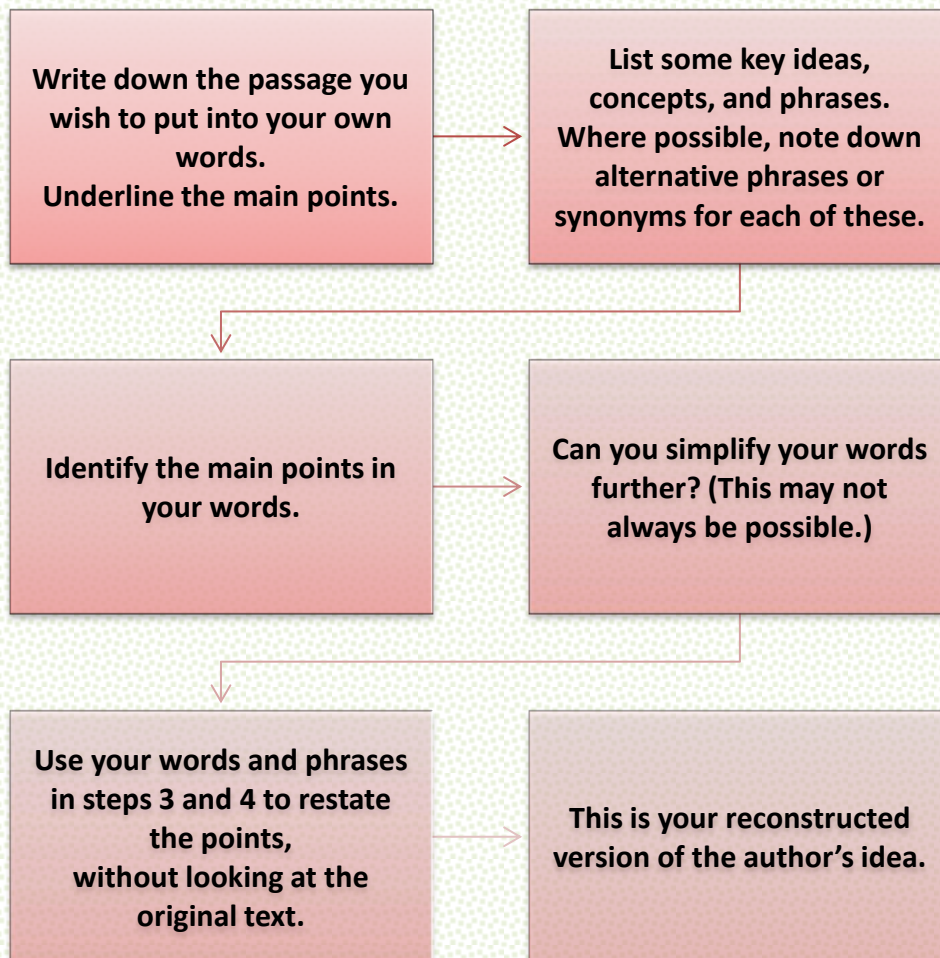 Write down the passage you
wish to put into your own
words.
Underline the main points.
List some key ideas,
concepts, and phrases.
Where possible, note down
alternative phrases or
synonyms for each of these.
Identify the main points in
your words.
Can you simplify your words
further? (This may not
always be possible.)
Use your words and phrases
in steps 3 and 4 to restate
the points,
without looking at the
original text.
This is your reconstructed
version of the author’s idea.